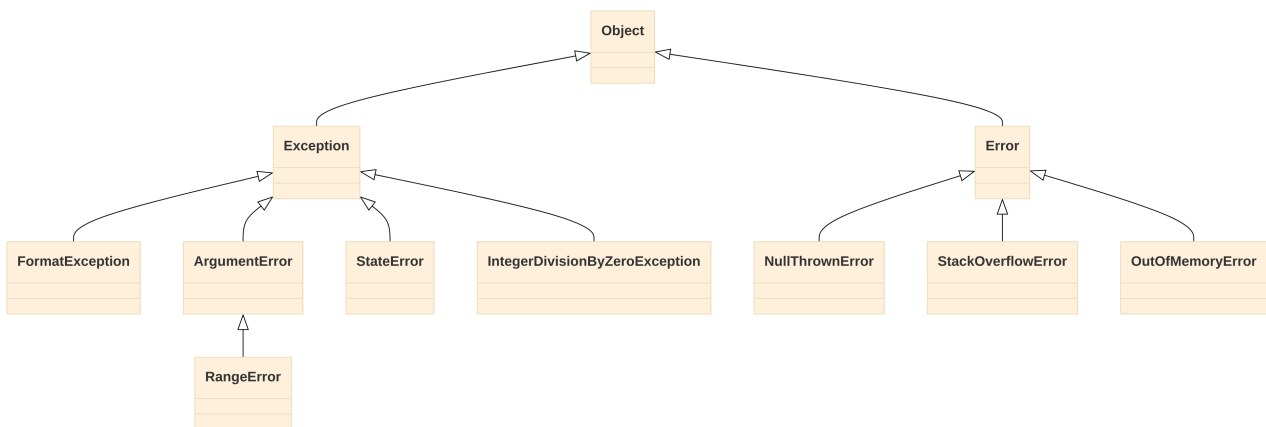 Object
Exception
Error
FormatException
ArgumentError
StateError
IntegerDivisionByZeroException
NullThrownError
StackOverflowError
OutOfMemoryError
RangeError